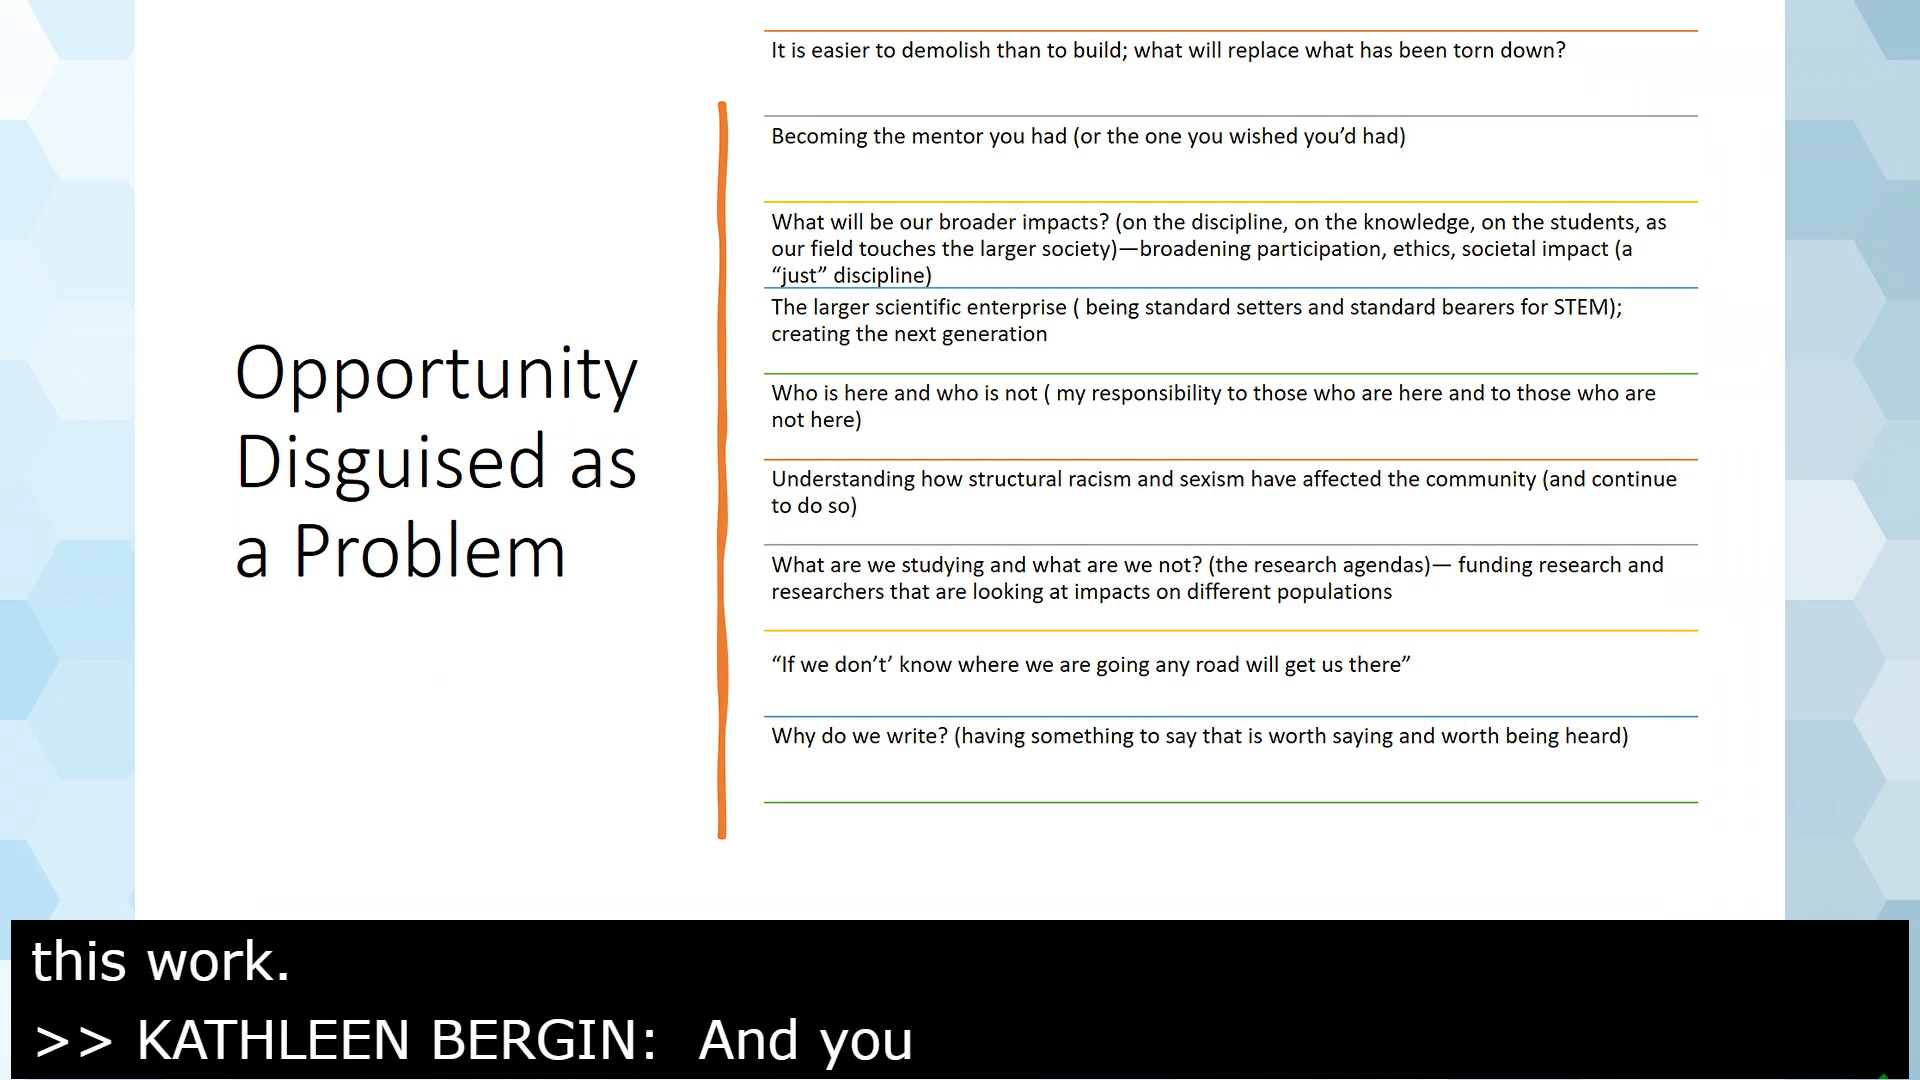 Opportunity
Disguised as
a Problem
It is easier to demolish than to build; what will replace what has been torn down?
Becoming the mentor you had (or the one you wished you’d had)
What will be our broader impacts? (on the discipline, on the knowledge, on the students, as
our field touches the larger society)—broadening participation, ethics, societal impact (a
“just” discipline)
The larger scientific enterprise ( being standard setters and standard bearers for STEM);
creating the next generation
Who is here and who is not ( my responsibility to those who are here and to those who are
not here)
Understanding how structural racism and sexism have affected the community (and continue
to do so)
What are we studying and what are we not? (the research agendas)— funding research and
researchers that are looking at impacts on different populations
“If we don’t’ know where we are going any road will get us there”
Why do we write? (having something to say that is worth saying and worth being heard)
this work.
>> KATHLEEN BERGIN: And you